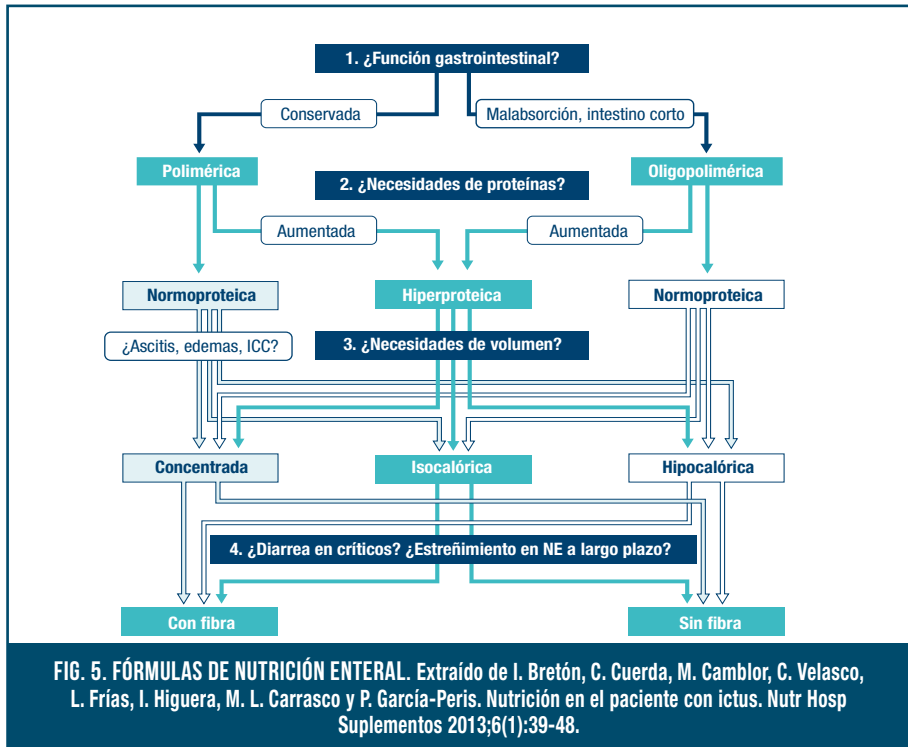 1. ¿Función gastrointestinal?
Conservada
Malabsorción, intestino corto
Polimérica
Oligopolimérica
2. ¿Necesidades de proteínas?
Aumentada
Aumentada
Normoproteica
Hiperproteica
Normoproteica
¿Ascitis, edemas, ICC?
3. ¿Necesidades de volumen?
Concentrada
Isocalórica
Hipocalórica
4. ¿Diarrea en críticos? ¿Estreñimiento en NE a largo plazo?
Con fibra
Sin fibra
FIG. 5. FÓRMULAS DE NUTRICIÓN ENTERAL. Extraído de I. Bretón, C. Cuerda, M. Camblor, C. Velasco,
L. Frías, I. Higuera, M. L. Carrasco y P. García-Peris. Nutrición en el paciente con ictus. Nutr Hosp
Suplementos 2013;6(1):39-48.